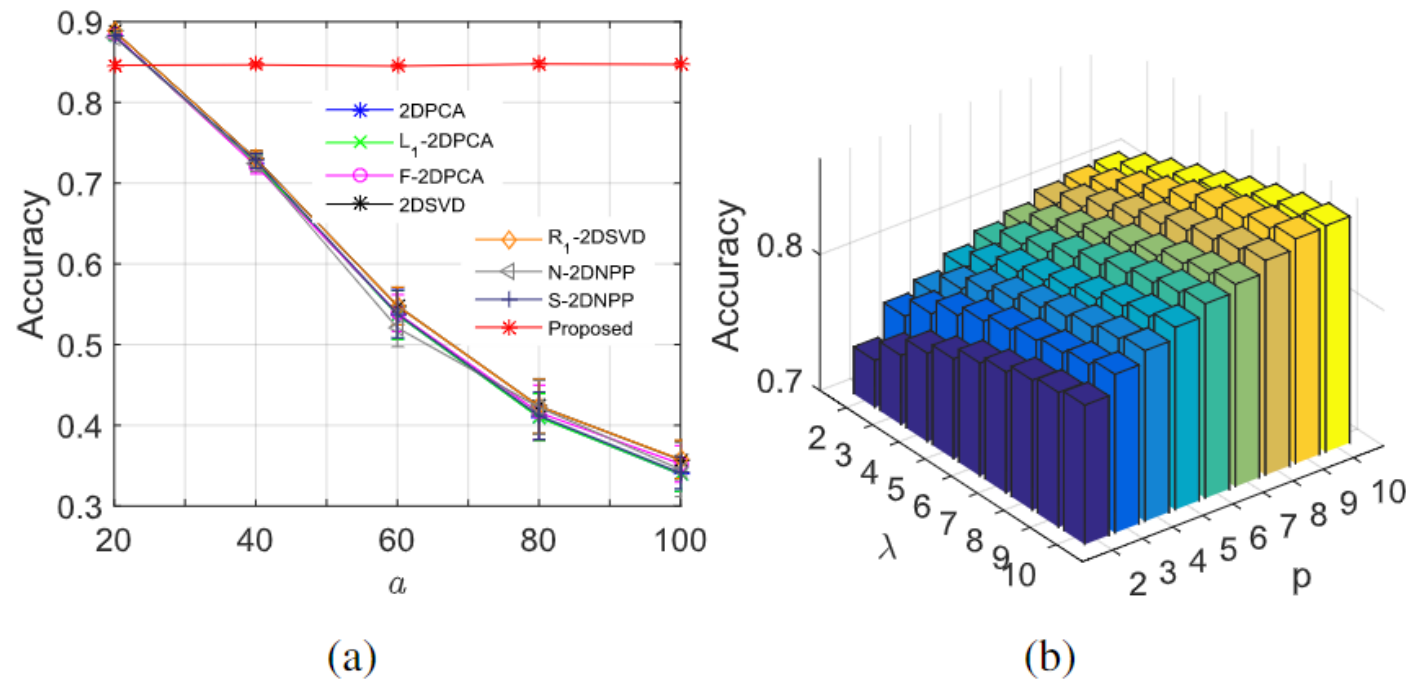 0.9
0.8
0.7
0.6
0.5
0.4
0.3
Accuracy
2DPCA
L1-2DPCA
F-2DPCA
2DSVD
R1-2DSVD
N-2DNPP
S-2DNPP
Proposed
20 40 60 80 100
a
(a)
Accuracy
0.8
0.7
2 3 4 5 6 7 8 9 10
λ
2 3 4 5 6 7 8 9 10
p
(b)